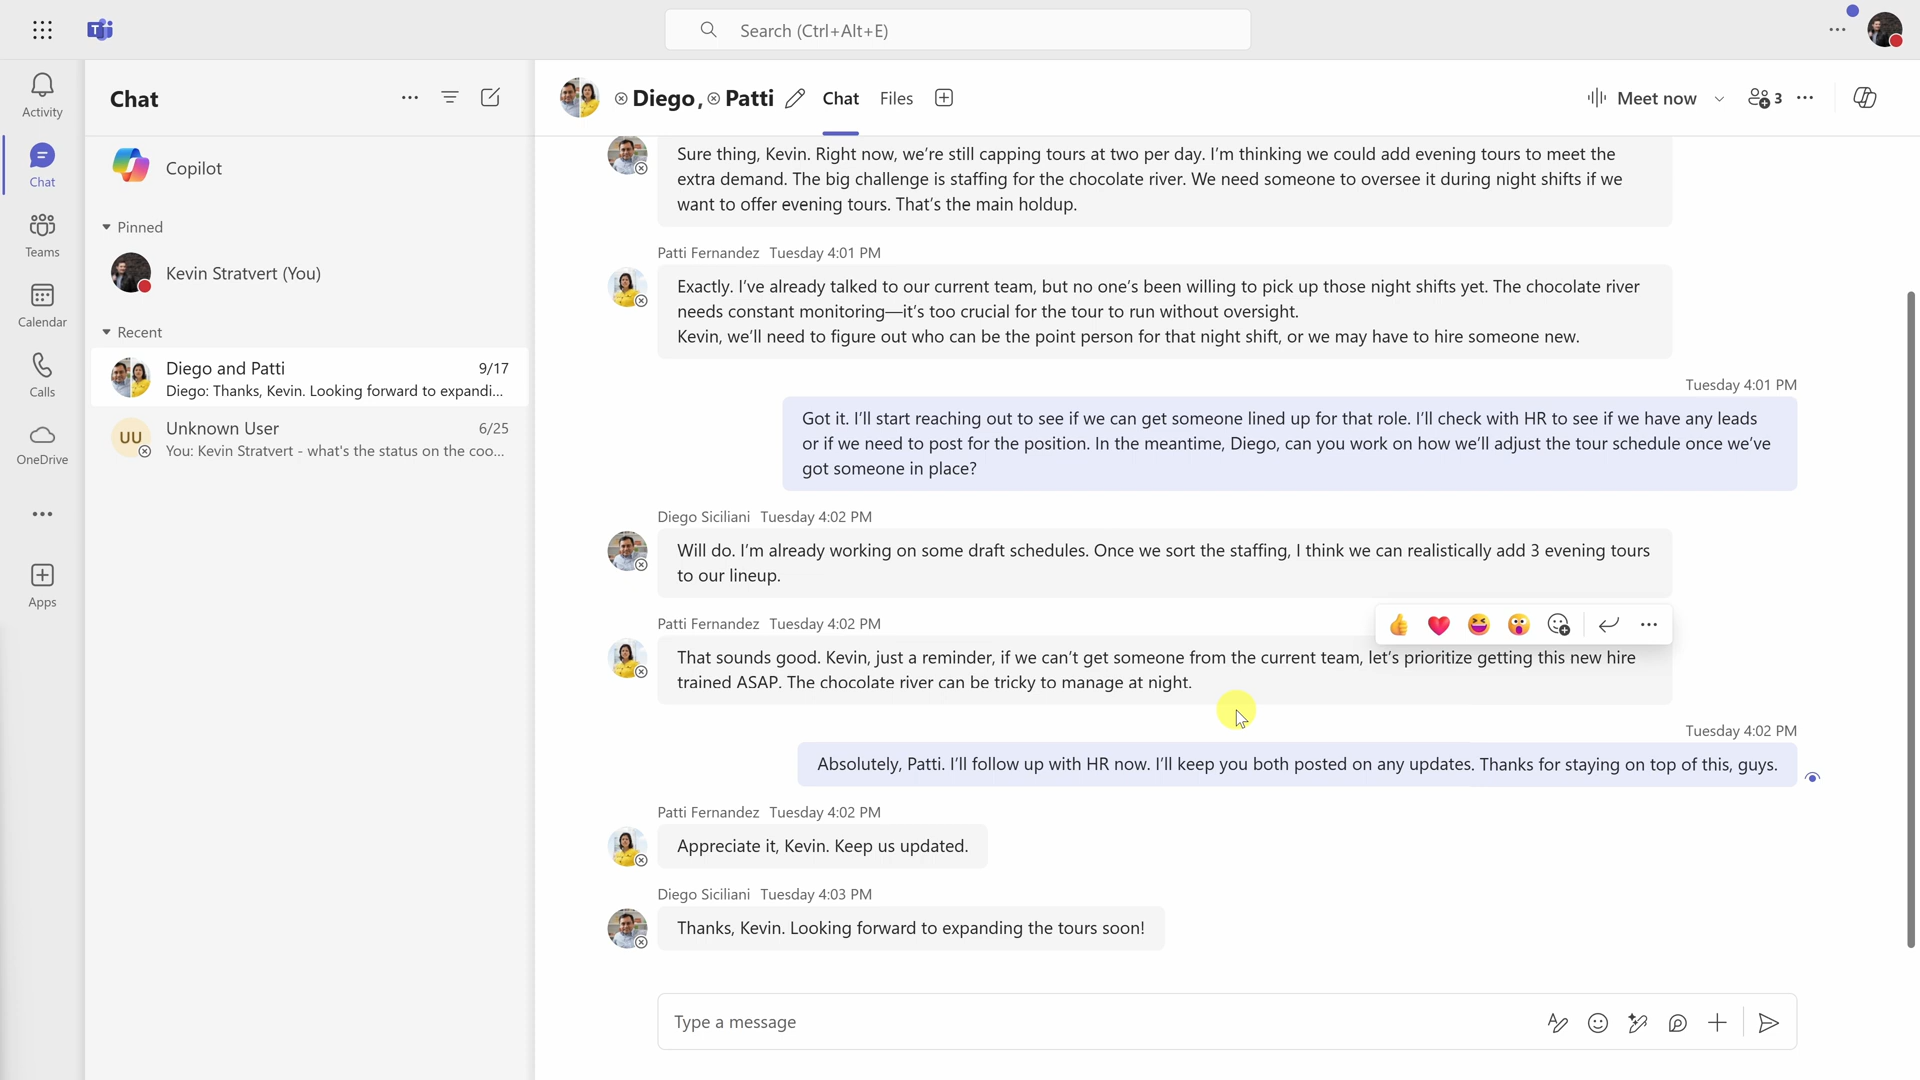 Search (Ctrl+Alt+E)
Activity
Chat
Teams
Calendar
Calls
OneDrive
Apps
Chat
Copilot
Pinned
Kevin Stratvert (You)
Recent
Diego and Patti 9/17
Diego: Thanks, Kevin. Looking forward to expandi...
UU
Unknown User 6/25
You: Kevin Stratvert - what's the status on the coo...
Diego, Patti Chat Files
Meet now 3
Sure thing, Kevin. Right now, we’re still capping tours at two per day. I’m thinking we could add evening tours to meet the
extra demand. The big challenge is staffing for the chocolate river. We need someone to oversee it during night shifts if we
want to offer evening tours. That’s the main holdup.
Patti Fernandez Tuesday 4:01 PM
Exactly. I’ve already talked to our current team, but no one’s been willing to pick up those night shifts yet. The chocolate river
needs constant monitoring—it’s too crucial for the tour to run without oversight.
Kevin, we’ll need to figure out who can be the point person for that night shift, or we may have to hire someone new.
Tuesday 4:01 PM
Got it. I’ll start reaching out to see if we can get someone lined up for that role. I’ll check with HR to see if we have any leads
or if we need to post for the position. In the meantime, Diego, can you work on how we’ll adjust the tour schedule once we’ve
got someone in place?
Diego Siciliani Tuesday 4:02 PM
Will do. I’m already working on some draft schedules. Once we sort the staffing, I think we can realistically add 3 evening tours
to our lineup.
Patti Fernandez Tuesday 4:02 PM
That sounds good. Kevin, just a reminder, if we can’t get someone from the current team, let’s prioritize getting this new hire
trained ASAP. The chocolate river can be tricky to manage at night.
Tuesday 4:02 PM
Absolutely, Patti. I’ll follow up with HR now. I’ll keep you both posted on any updates. Thanks for staying on top of this, guys.
Patti Fernandez Tuesday 4:02 PM
Appreciate it, Kevin. Keep us updated.
Diego Siciliani Tuesday 4:03 PM
Thanks, Kevin. Looking forward to expanding the tours soon!
Type a message